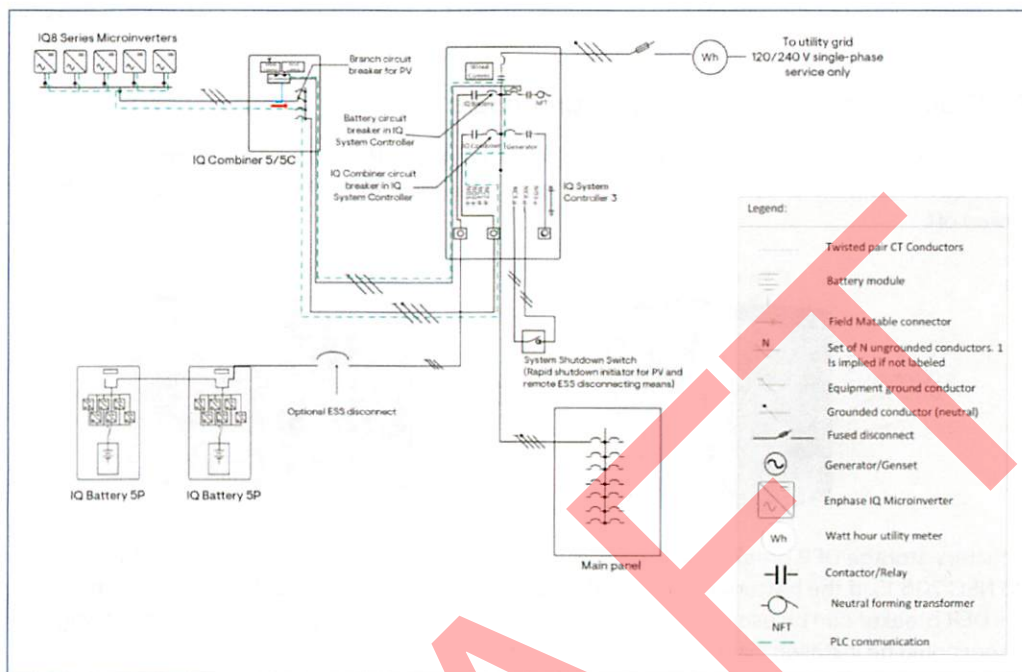 IQ8 Series Microinverters
Branch circuit
breaker for PV
IQ Combiner 5/5C
Battery circuit
breaker in IQ
System Controller
IQ Combiner circuit
breaker in IQ
System Controller
IQ Battery
NFT
IQ Combiner
Generator
IQ System
Controller 3
Wh
To utility grid
120/240 V single-phase
service only
System Shutdown Switch
(Rapid shutdown initiator for PV and
remote ESS disconnecting means)
Optional ESS disconnect
IQ Battery 5P
IQ Battery 5P
Main panel
Legend:
Twisted pair CT Conductors
Battery module
Field Matable connector
N
Set of N ungrounded conductors. 1
Is implied if not labeled
Equipment ground conductor
Grounded conductor (neutral)
Fused disconnect
Generator/Genset
Enphase IQ Microinverter
Wh
Watt hour utility meter
Contactor/Relay
Neutral forming transformer
NFT
PLC communication